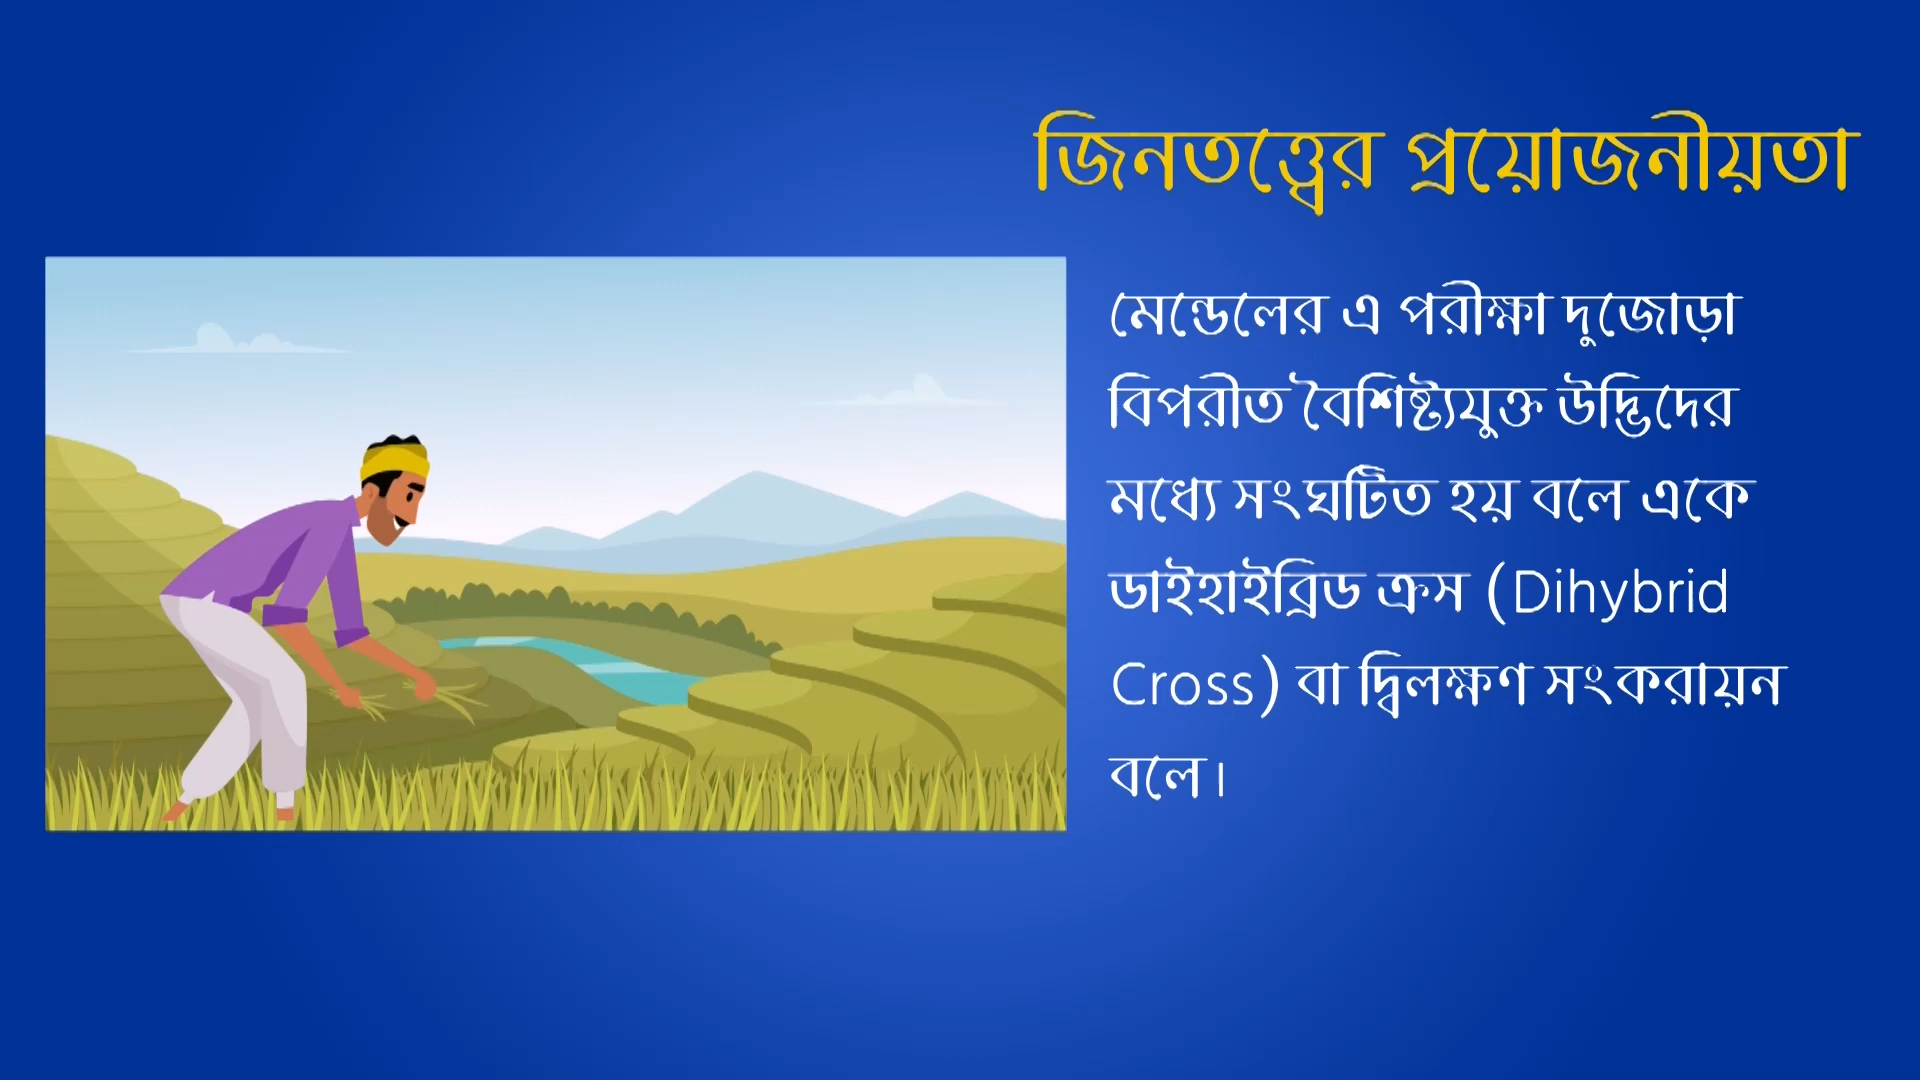 জিনতত্ত্বের প্রয়োজনীয়তা
মেন্ডেলের এ পরীক্ষা দুজোড়া
বিপরীত বৈশিষ্ট্যযুক্ত উদ্ভিদের
মধ্যে সংঘটিত হয় বলে একে
ডাইহাইব্রিড ক্রস (Dihybrid
Cross) বা দ্বিলক্ষণ সংকরায়ন
বলে।